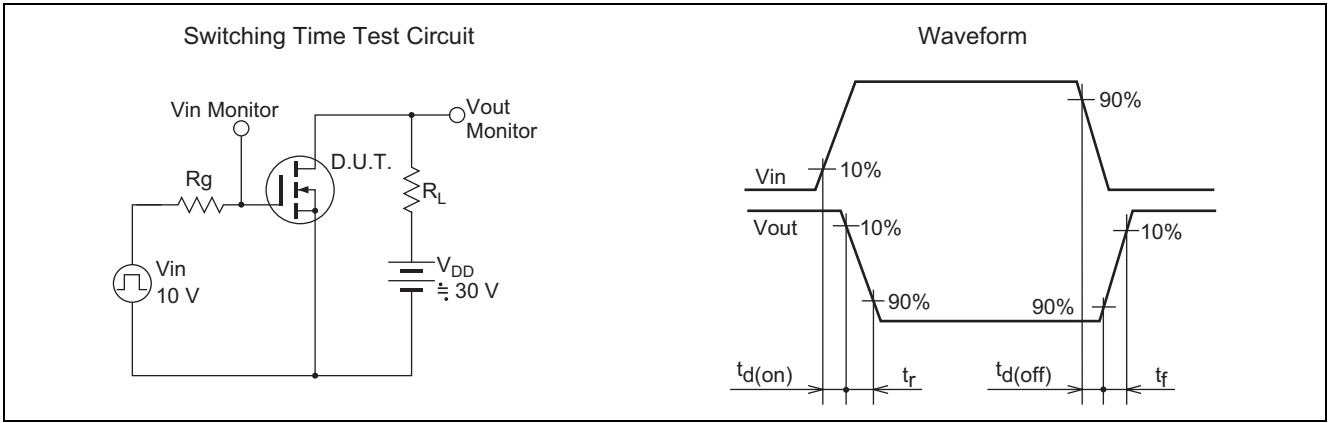 Switching Time Test Circuit
Vin Monitor
Vout
Monitor
D.U.T.
Rg
RL
Vin
10 V
VDD
≒ 30 V
Waveform
90%
10%
Vin
Vout
10%
10%
90%
90%
td(on)
tr
td(off)
tf